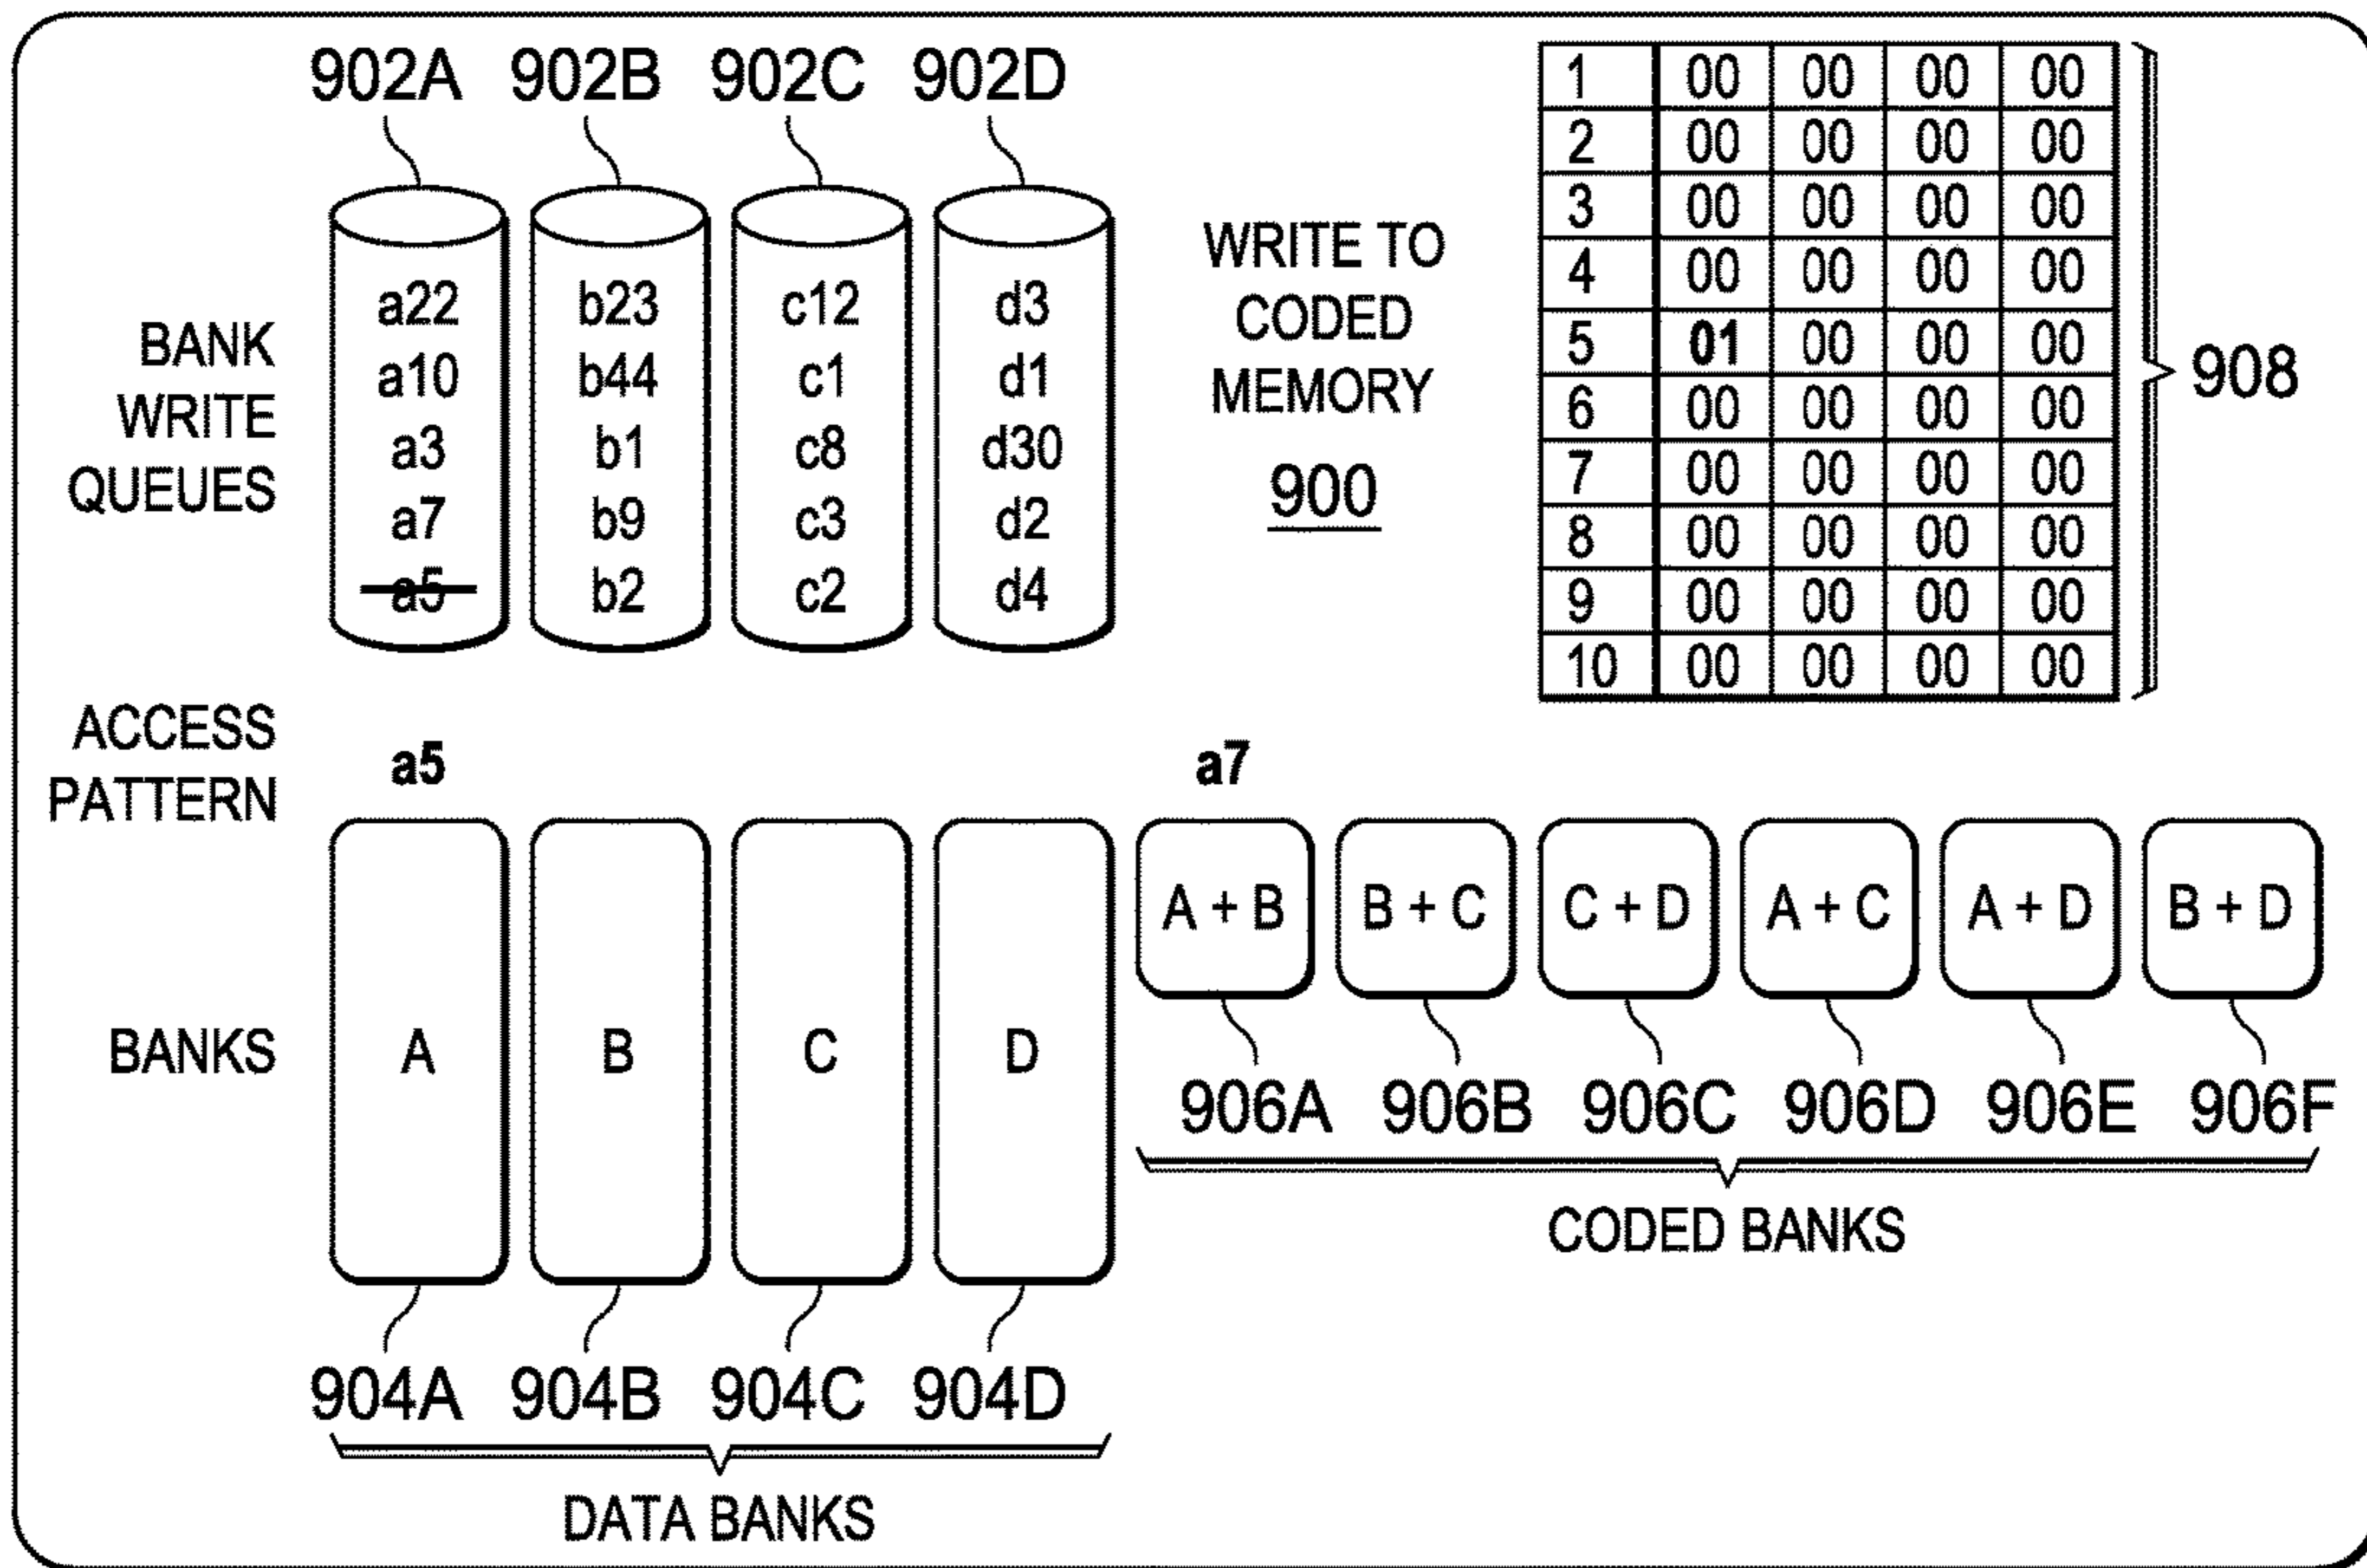 902A 902B 902C 902D
BANK
WRITE
QUEUES
a22 b23 c12 d3
a10 b44 c1 d1
a3 b1 c8 d30
a7 b9 c3 d2
a5 b2 c2 d4
WRITE TO
CODED
MEMORY
900
1 00 00 00 00
2 00 00 00 00
3 00 00 00 00
4 00 00 00 00
5 01 00 00 00
6 00 00 00 00
7 00 00 00 00
8 00 00 00 00
9 00 00 00 00
10 00 00 00 00
908
ACCESS
PATTERN
a5 a7
BANKS
A B C D
A + B B + C C + D A + C A + D B + D
906A 906B 906C 906D 906E 906F
CODED BANKS
904A 904B 904C 904D
DATA BANKS